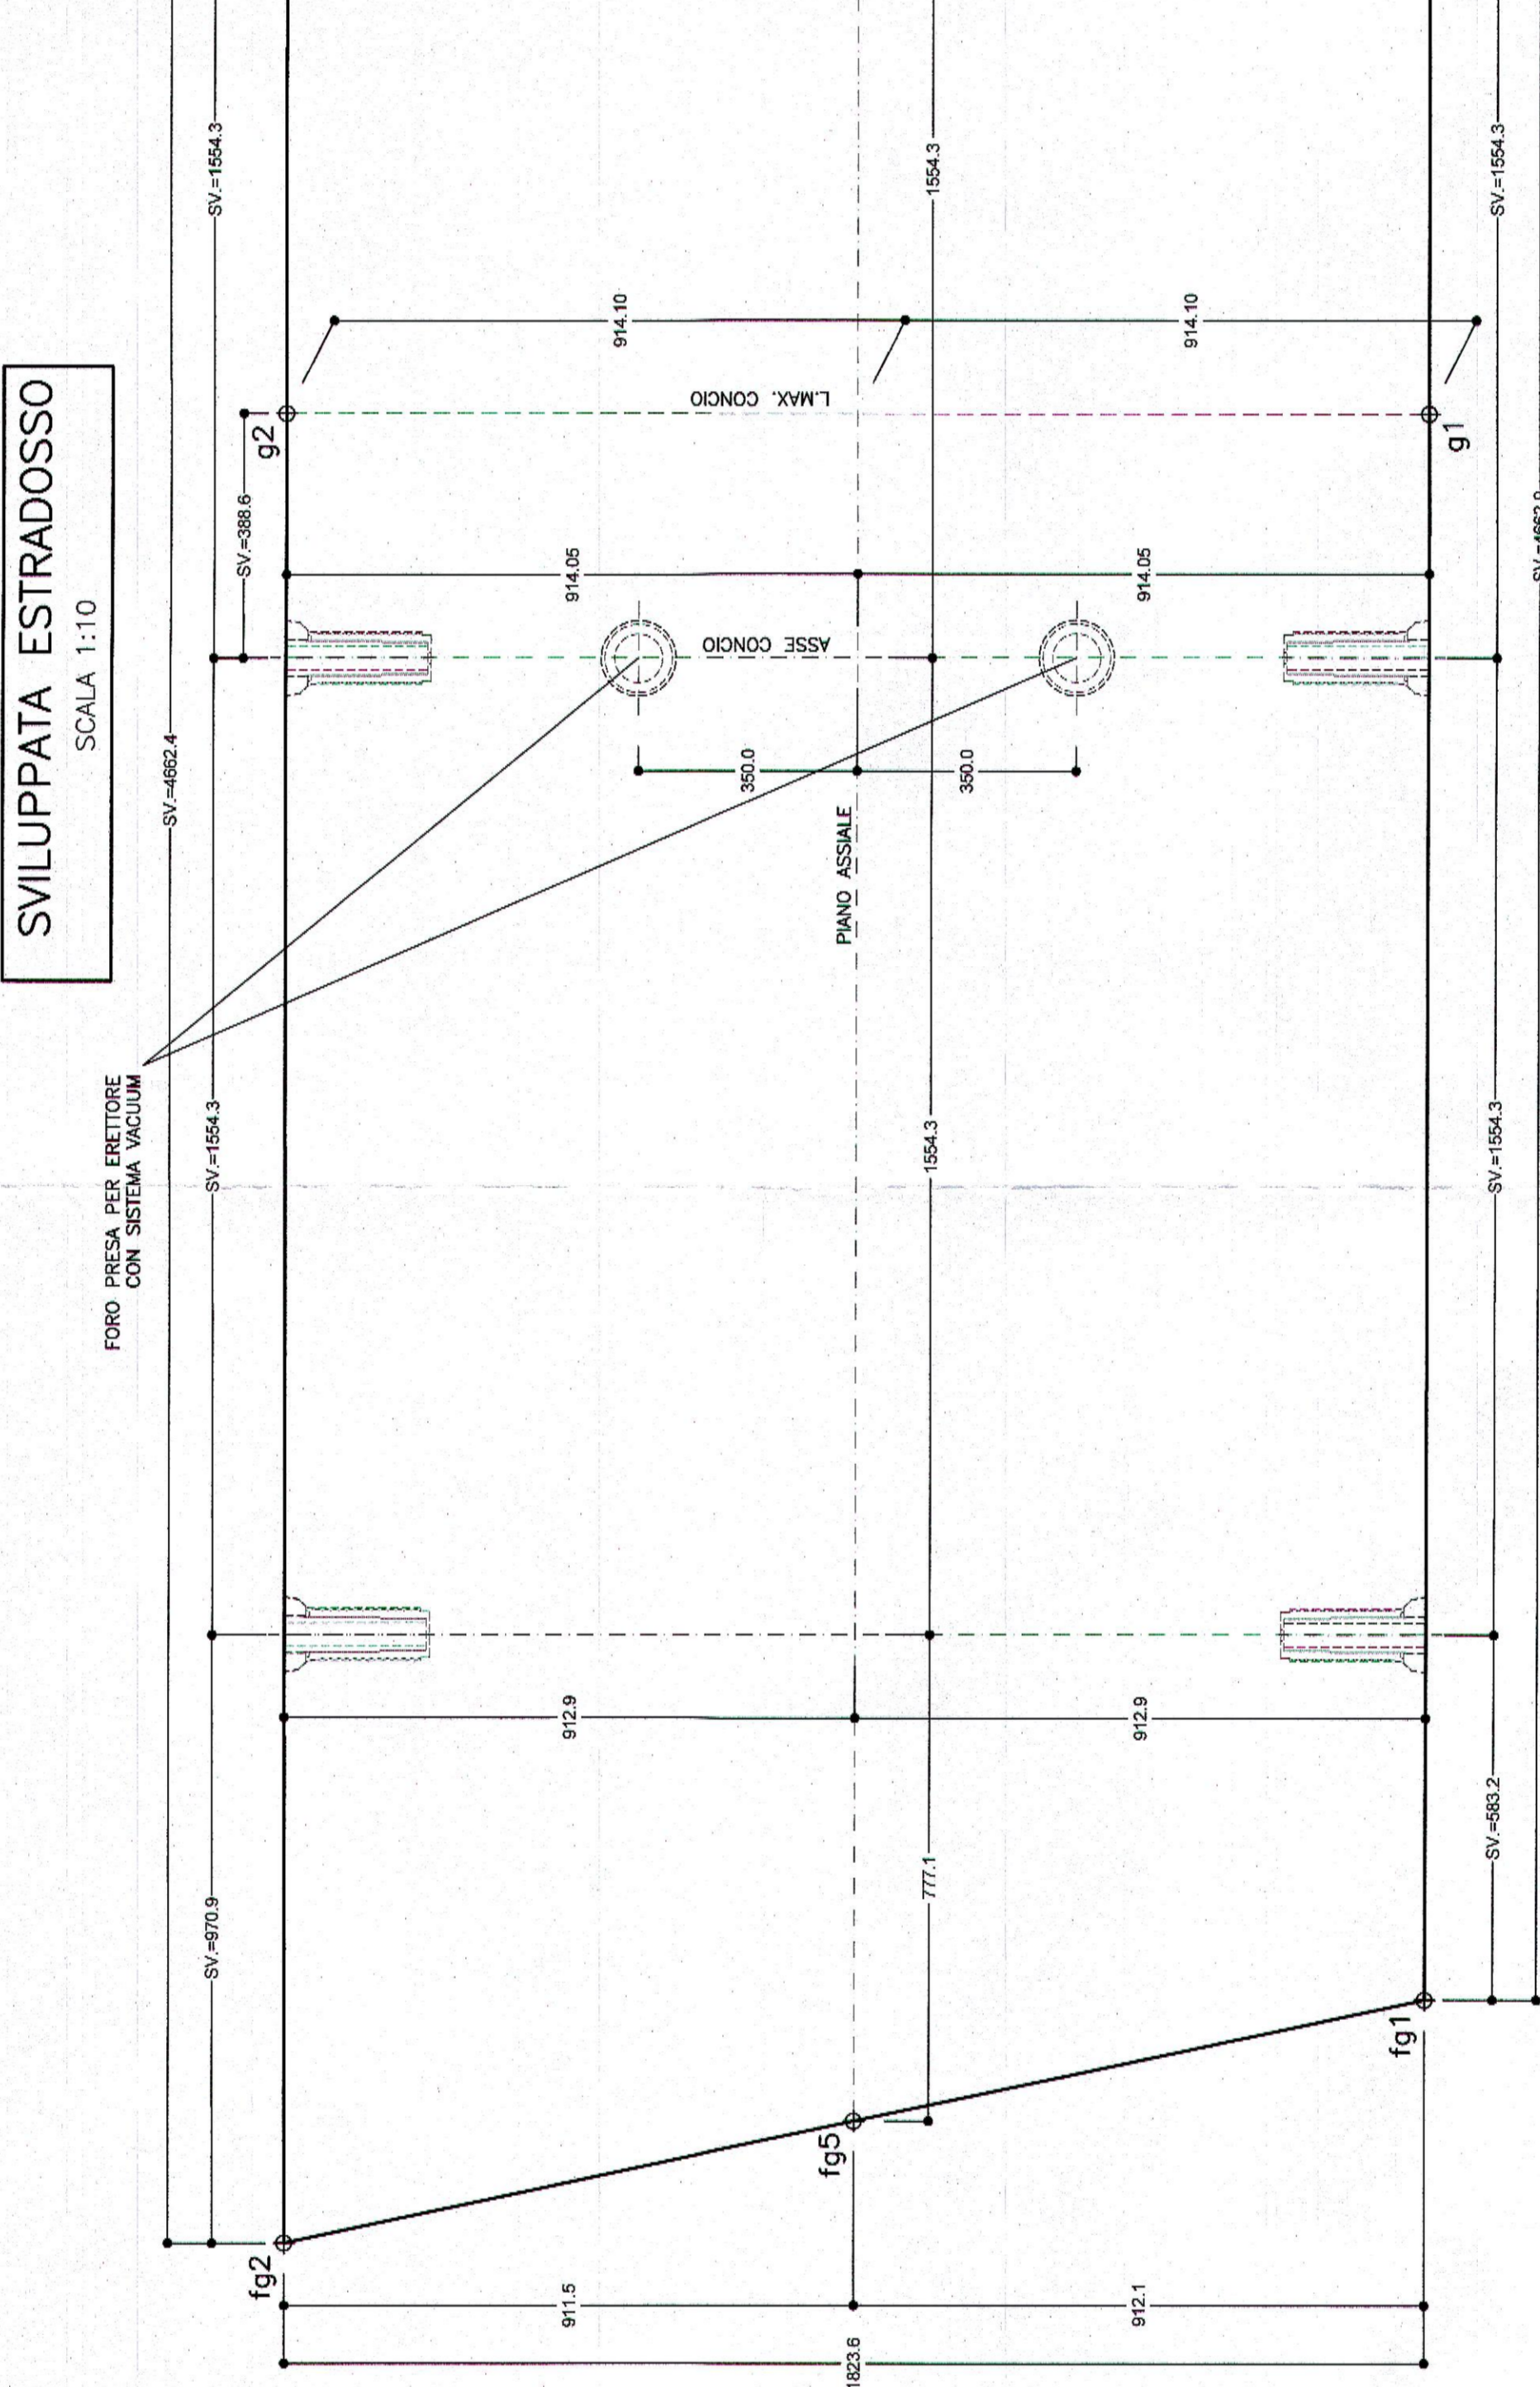 SVILUPPATA ESTRADOSSO
SCALA 1:10
FORO PRESA PER ERETTORE
CON SISTEMA VACUUM
SV.=4662.4
SV.=1554.3
SV.=1554.3
SV.=970.9
SV.=388.6
g2
fg2
914.10
914.10
L.MAX. CONCIO
914.05
914.05
ASSE CONCIO
350.0
350.0
PIANO ASSIALE
1554.3
1554.3
777.1
912.9
912.9
fg5
911.5
912.1
1823.6
g1
fg1
SV.=1554.3
SV.=1554.3
SV.=583.2